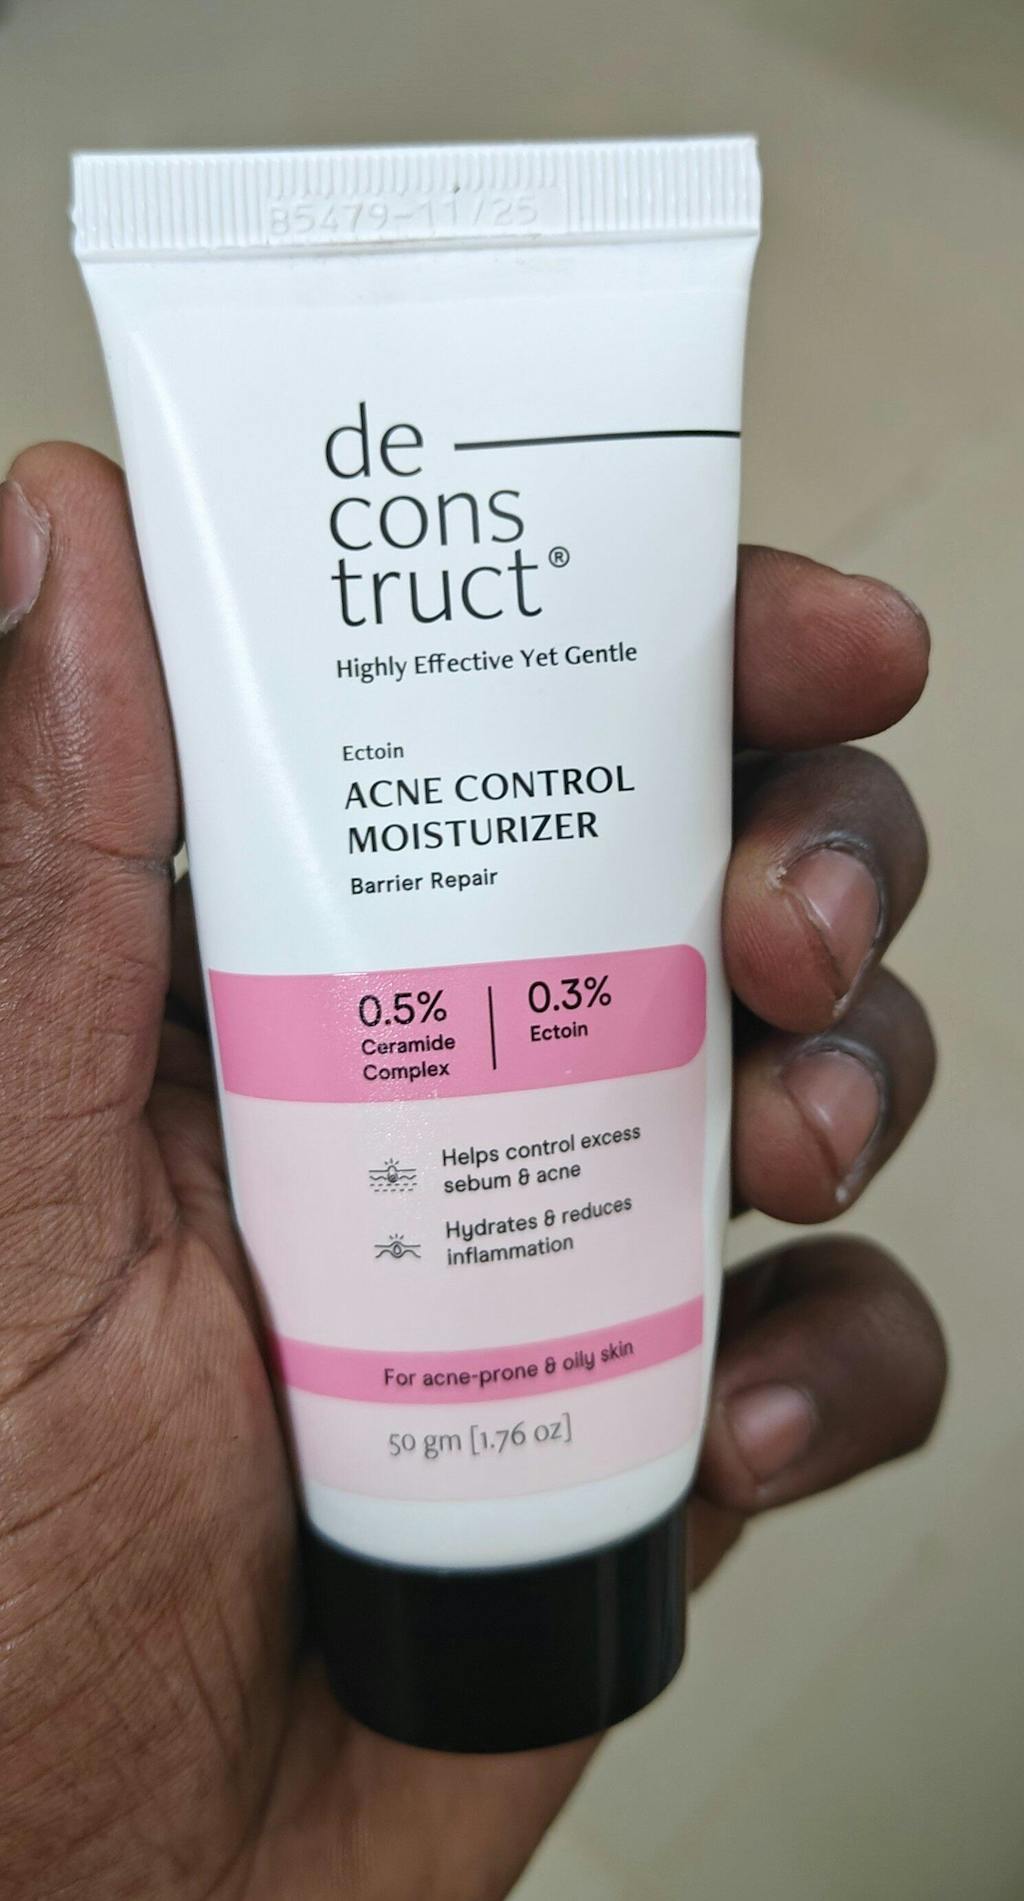 85479-11/25
de
cons
truct®
Highly Effective Yet Gentle
Ectoin
ACNE CONTROL
MOISTURIZER
Barrier Repair
0.5%
Ceramide
Complex
0.3%
Ectoin
Helps control excess
sebum & acne
Hydrates & reduces
inflammation
For acne-prone & oily skin
50 gm [1.76 oz]